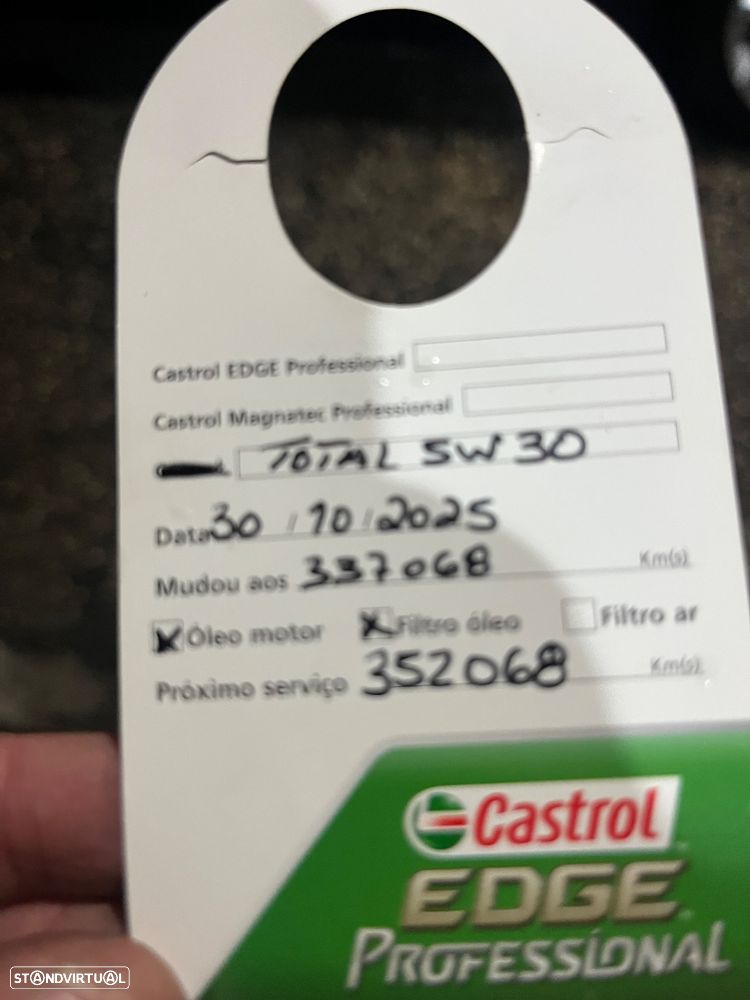 Castrol EDGE Professional
Castrol Magnatec Professional
TOTAL 5W30
Data 30/10/2025
Mudou aos 337068 Km(s)
X Óleo motor X Filtro óleo Filtro ar
Próximo serviço 352068 Km(s)
Castrol
EDGE
PROFESSIONAL
STANDVIRTUAL